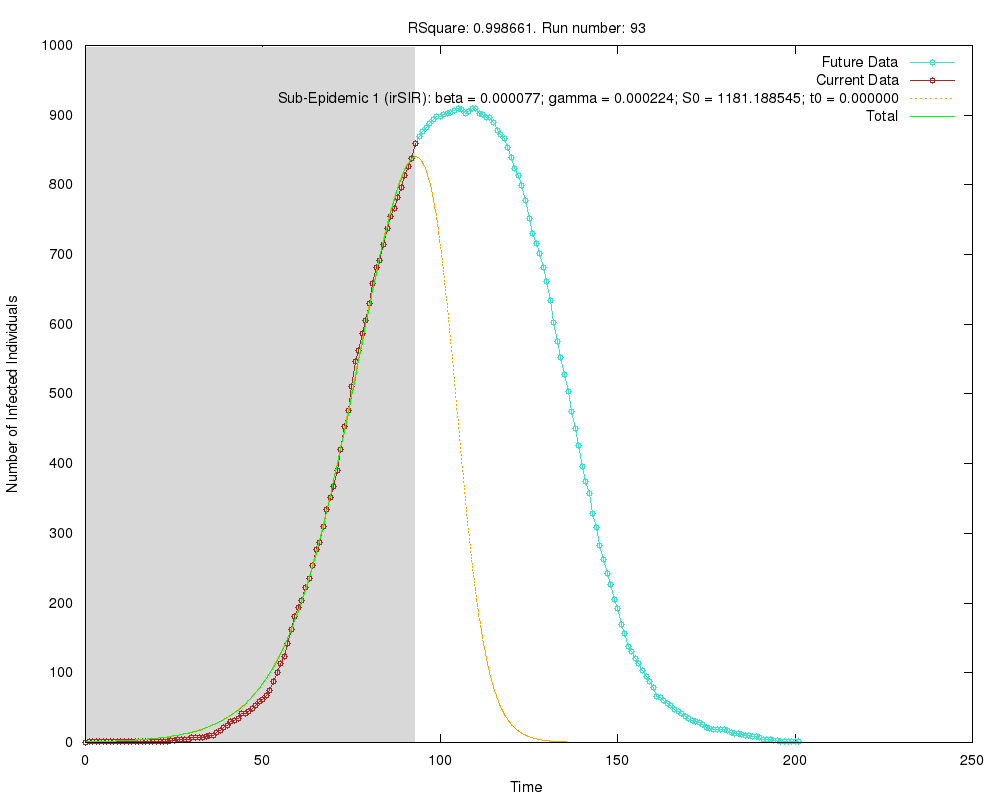 RSquare: 0.998661. Run number: 93
1000
Future Data
Current Data
Sub-Epidemic 1 (irSIR): beta = 0.000077; gamma = 0.000224; S0 = 1181.188545; t0 = 0.000000
Total
900
800
700
600
500
400
300
200
100
0
Number of Infected Individuals
0 50 100 150 200 250
Time